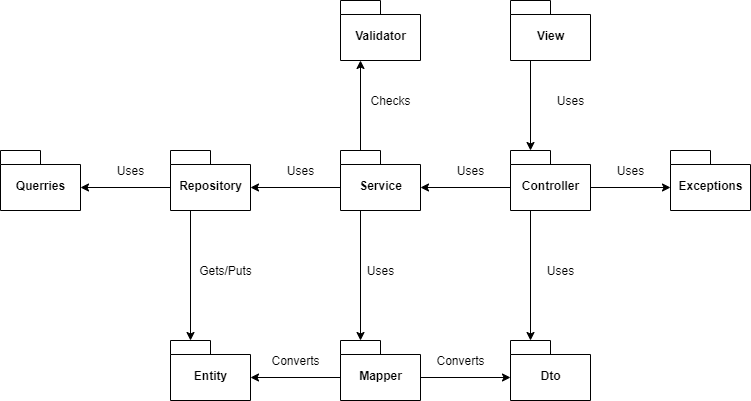 Validator
View
Checks
Uses
Uses
Uses
Uses
Uses
Querries
Repository
Service
Controller
Exceptions
Gets/Puts
Uses
Uses
Converts
Converts
Entity
Mapper
Dto